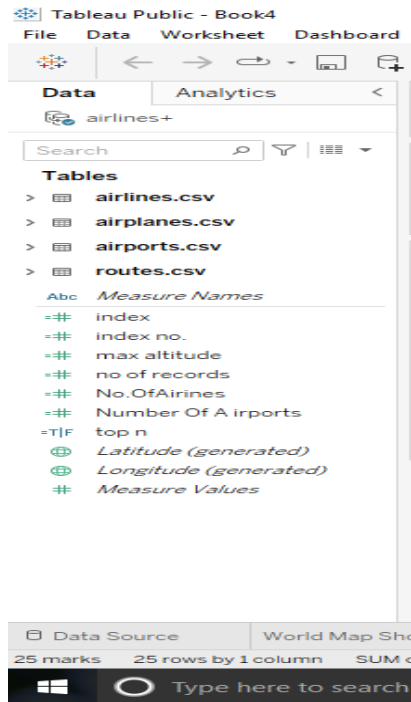 Tableau Public - Book4
File Data Worksheet Dashboard
Data Analytics <
airlines+
Search
Tables
> airlines.csv
> airplanes.csv
> airports.csv
> routes.csv
Abc Measure Names
=# index
=# index no.
=# max altitude
=# no of records
=# No.OfAirines
=# Number Of A irports
=T|F top n
Latitude (generated)
Longitude (generated)
# Measure Values
Data Source World Map Sho
25 marks 25 rows by 1 column SUM
Type here to search